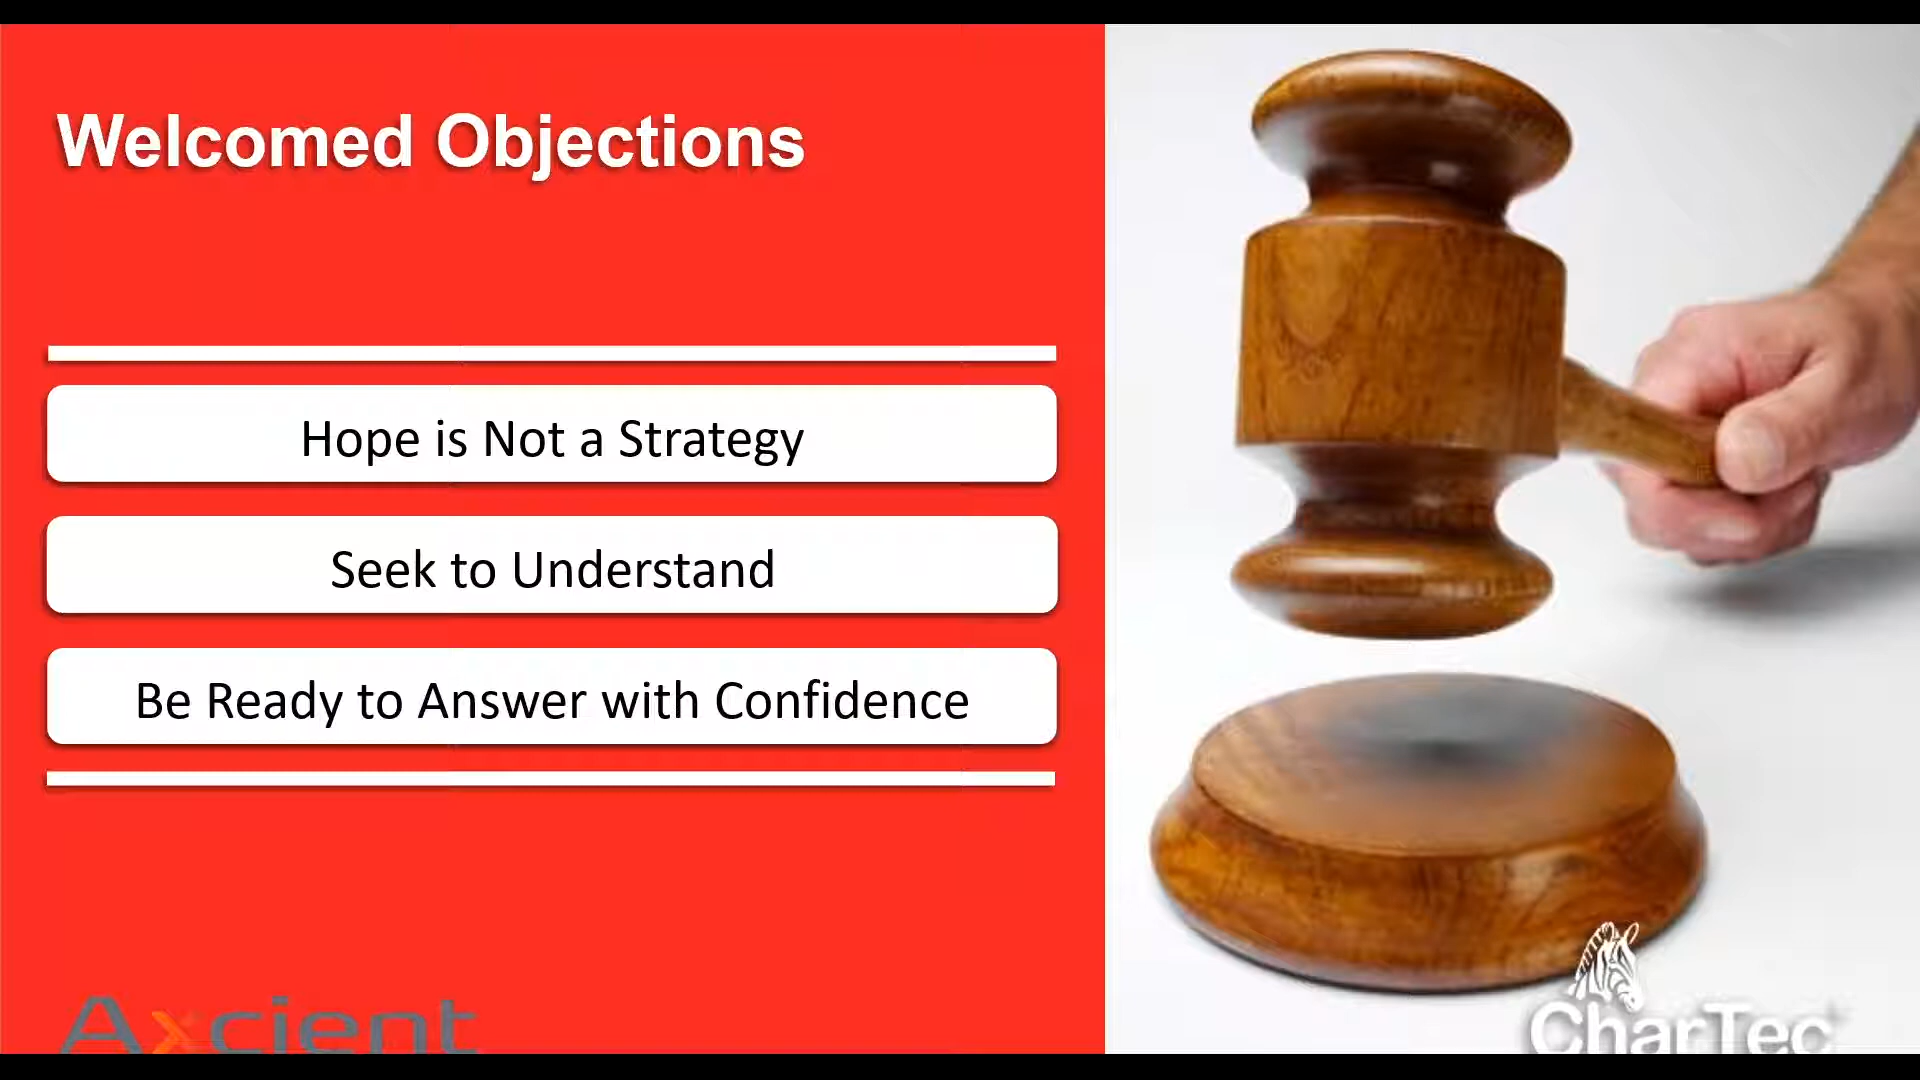 Welcomed Objections
Hope is Not a Strategy
Seek to Understand
Be Ready to Answer with Confidence
Axcient
CharTec